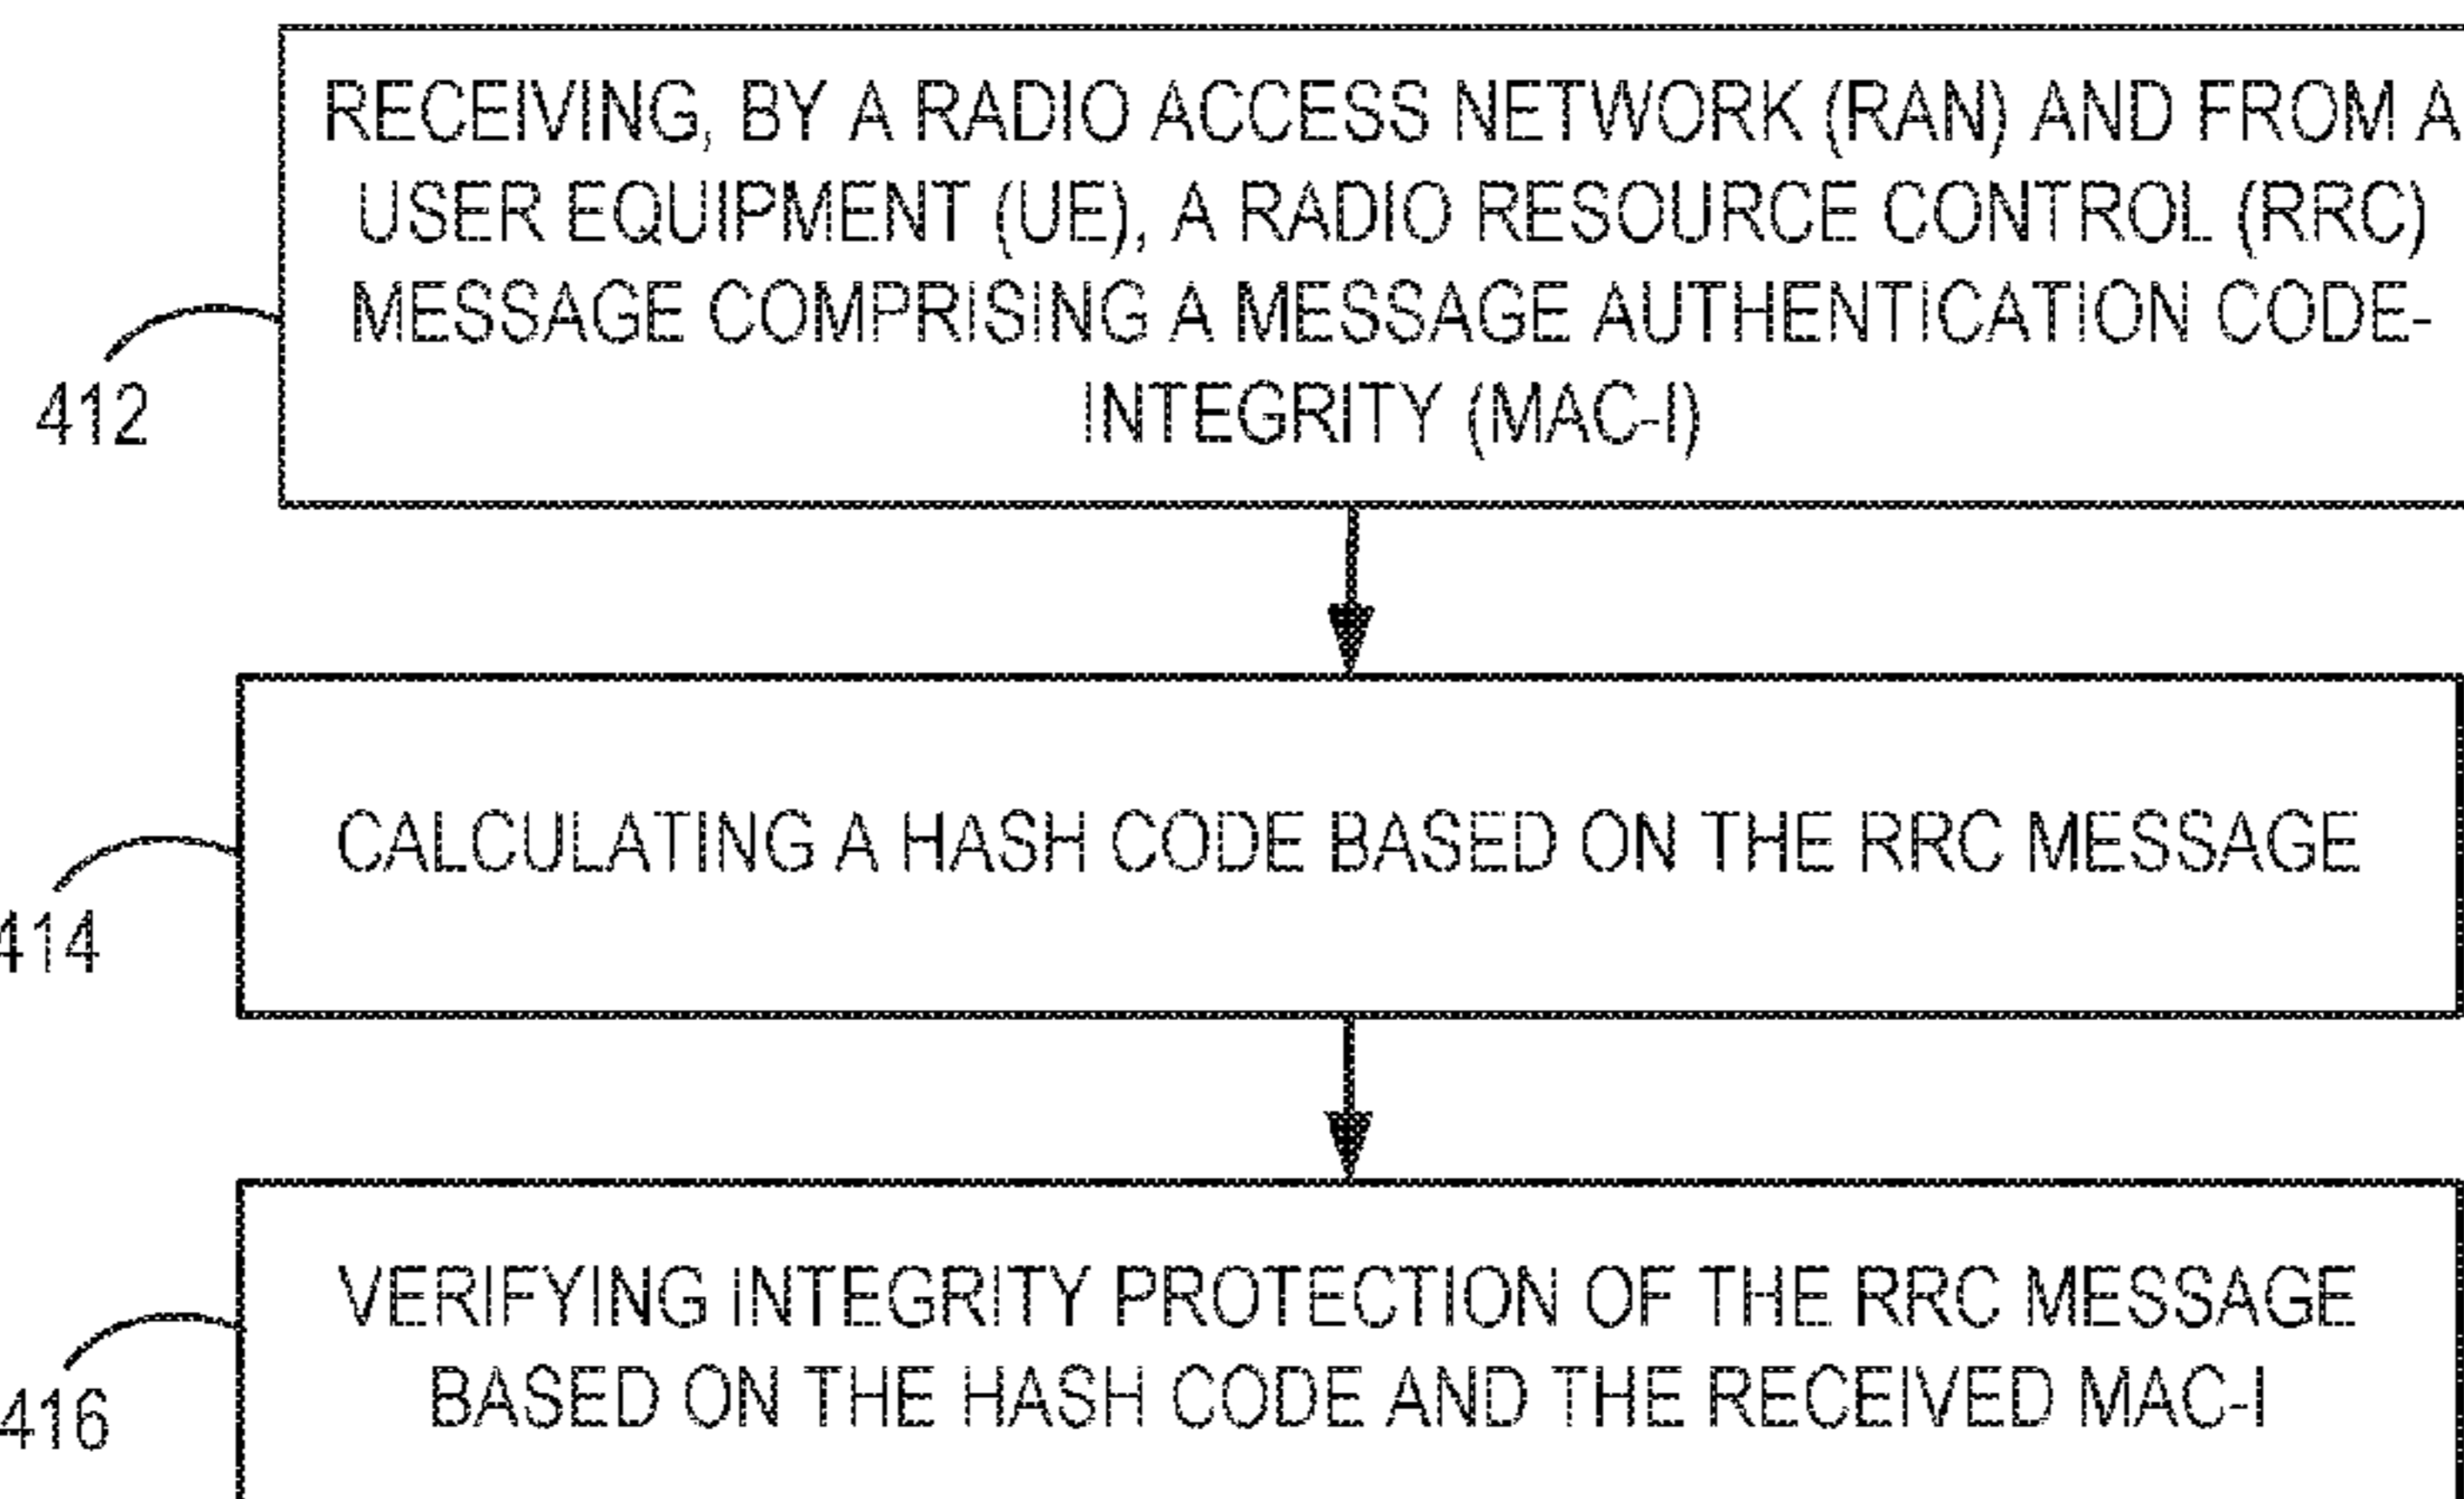 RECEIVING, BY A RADIO ACCESS NETWORK (RAN) AND FROM A
USER EQUIPMENT (UE), A RADIO RESOURCE CONTROL (RRC)
MESSAGE COMPRISING A MESSAGE AUTHENTICATION CODE-
INTEGRITY (MAC-I)
412
CALCULATING A HASH CODE BASED ON THE RRC MESSAGE
414
VERIFYING INTEGRITY PROTECTION OF THE RRC MESSAGE
BASED ON THE HASH CODE AND THE RECEIVED MAC-I
416